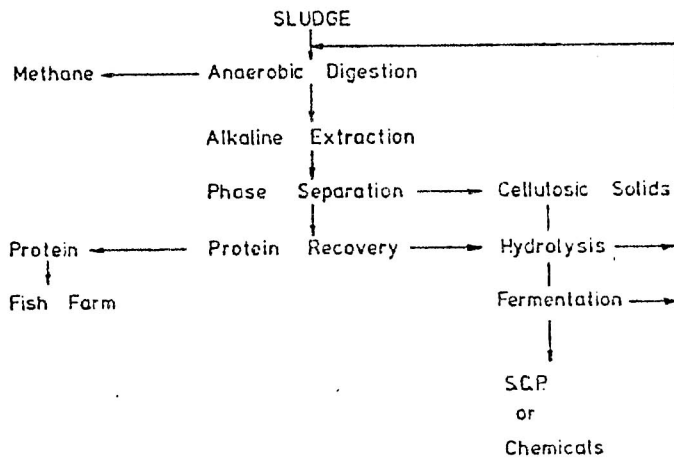 SLUDGE
Methane Anaerobic Digestion
Alkaline Extraction
Phase Separation Cellulosic Solids
Protein Protein Recovery Hydrolysis
Fish Farm Fermentation
S.C.P.
or
Chemicals